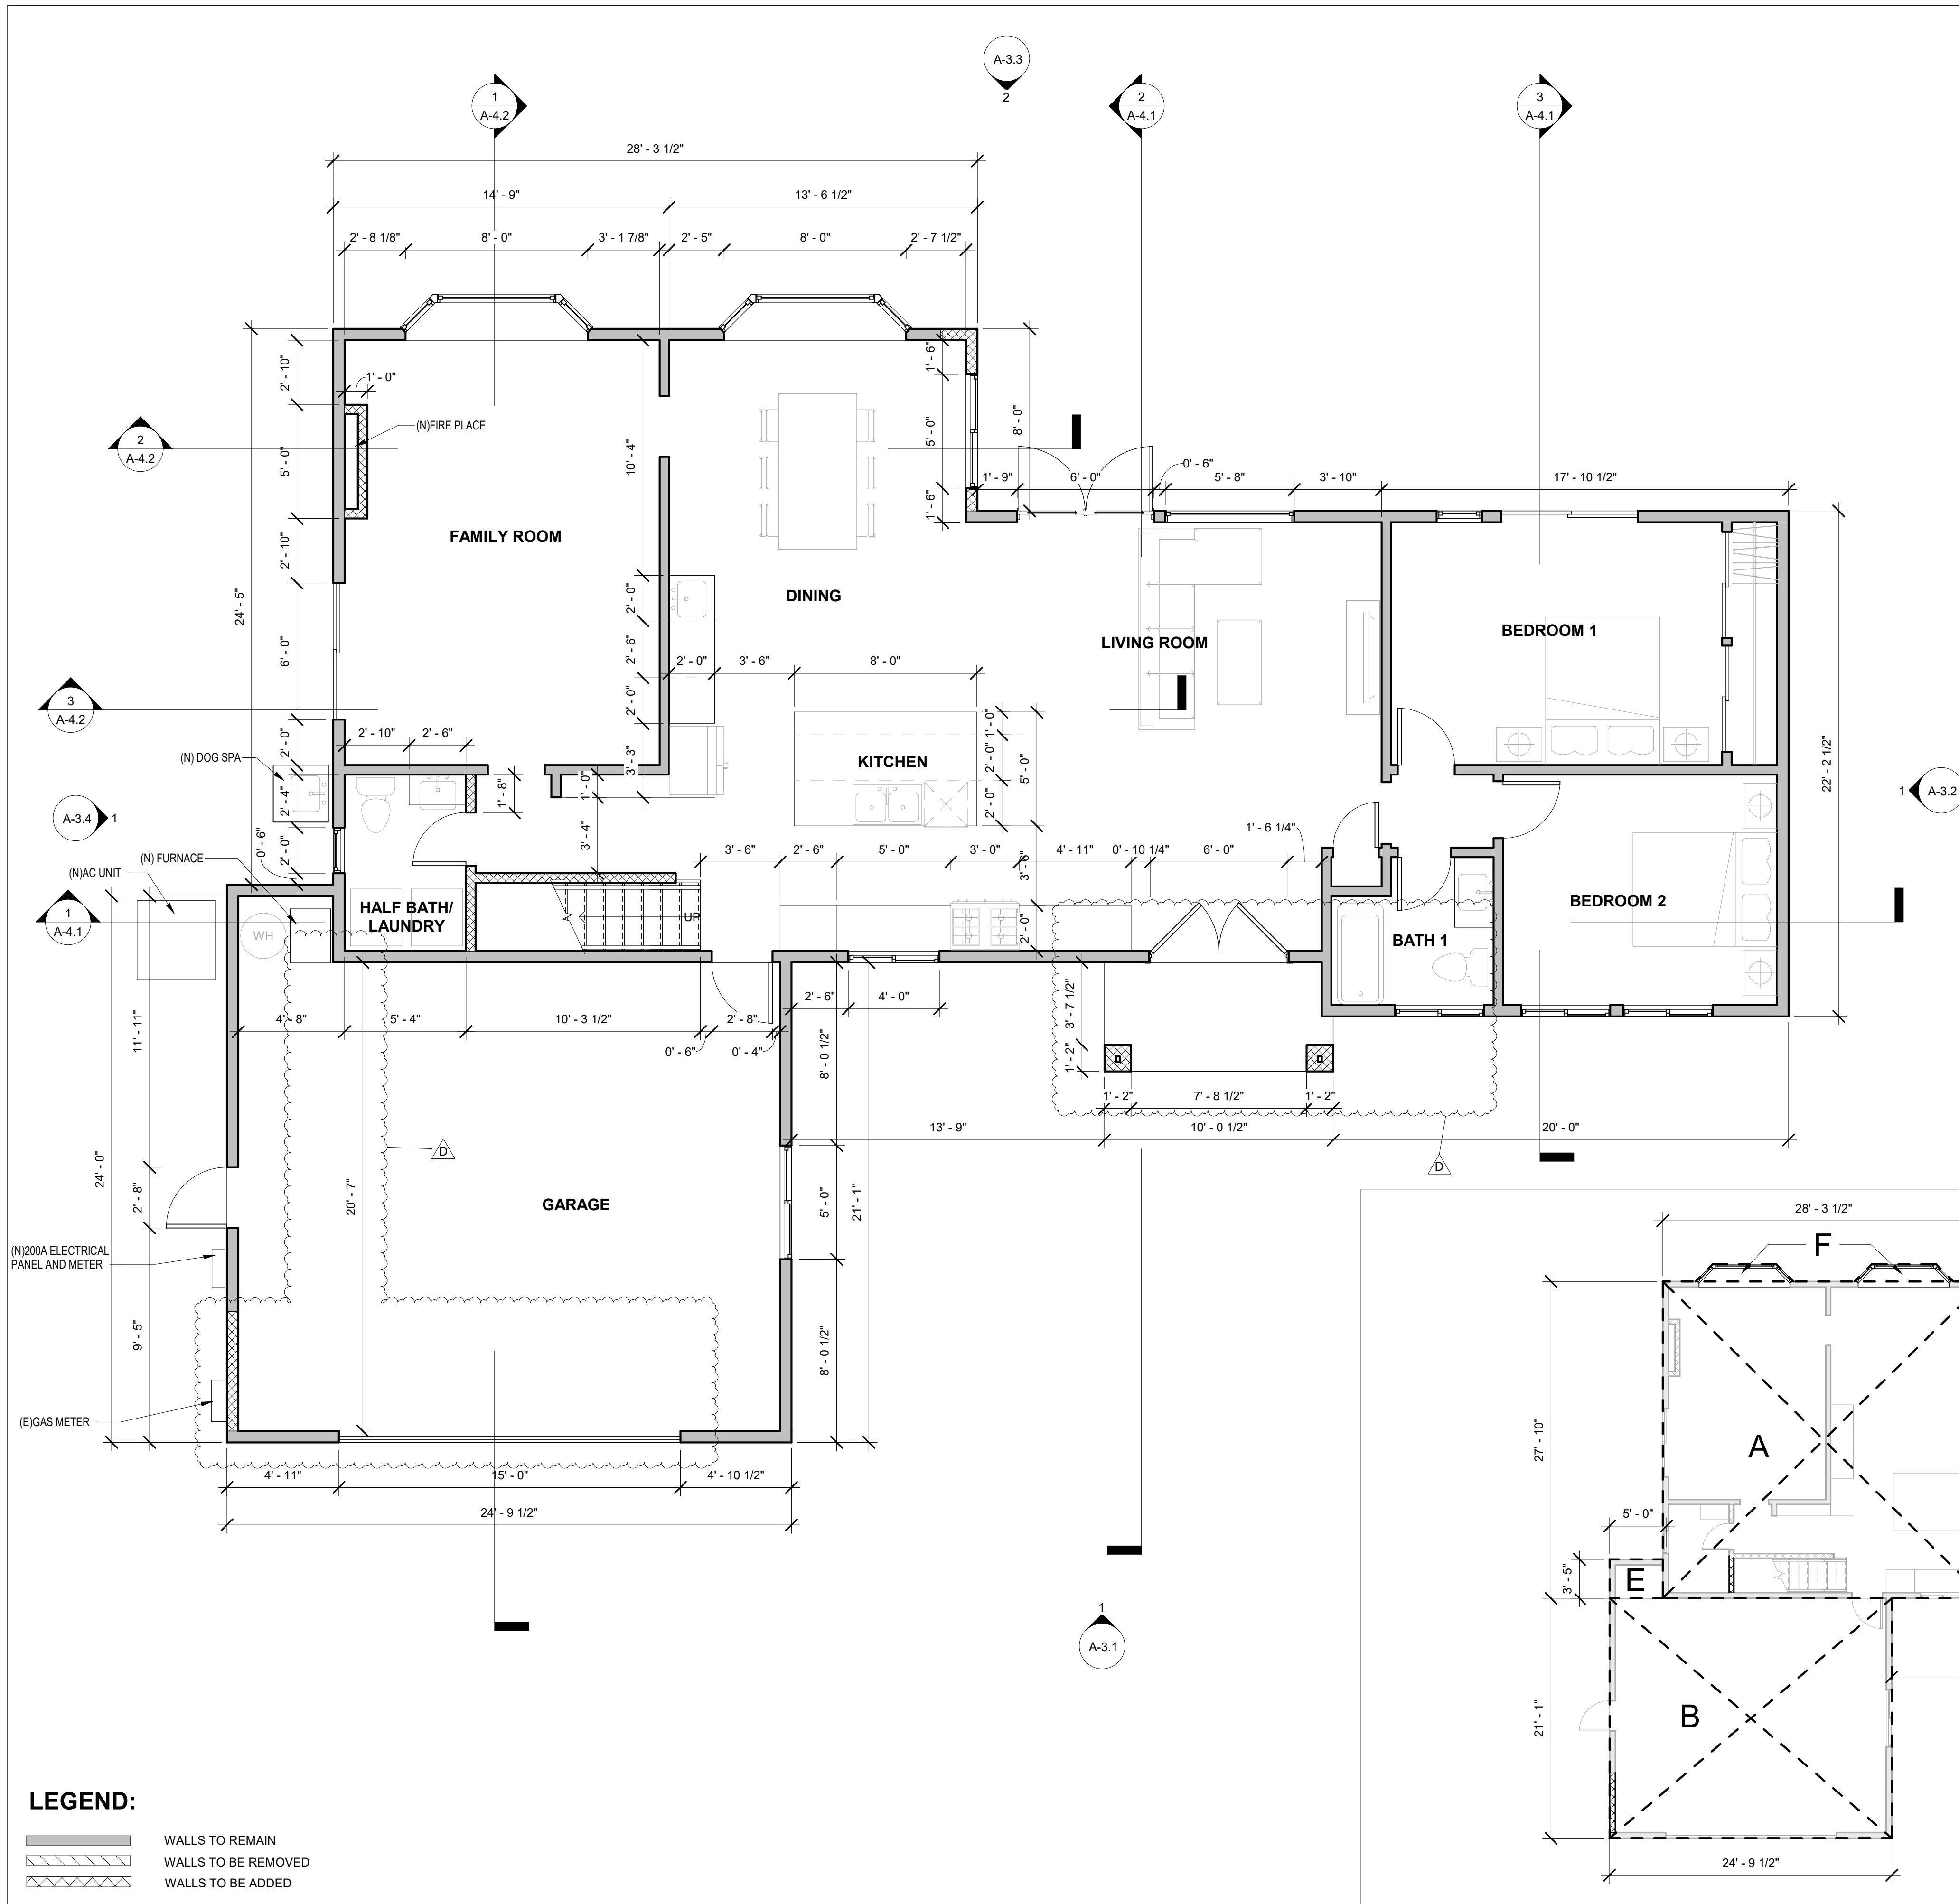 A-3.3
2
1
A-4.2
2
A-4.1
3
A-4.1
28' - 3 1/2"
14' - 9"
13' - 6 1/2"
2' - 8 1/8"
8' - 0"
3' - 1 7/8"
2' - 5"
8' - 0"
2' - 7 1/2"
24' - 5"
2' - 10"
5' - 0"
2' - 10"
6' - 0"
2' - 0"
2' - 4"
2' - 0"
0' - 6"
1' - 0"
(N)FIRE PLACE
2
A-4.2
FAMILY ROOM
10' - 4"
2' - 0"
2' - 6"
2' - 0"
3' - 3"
1' - 6"
5' - 0"
1' - 6"
8' - 0"
1' - 9"
6' - 0"
0' - 6"
5' - 8"
3' - 10"
17' - 10 1/2"
DINING
LIVING ROOM
BEDROOM 1
2' - 0"
3' - 6"
8' - 0"
3
A-4.2
2' - 10"
2' - 6"
(N) DOG SPA
1' - 8"
1' - 0"
3' - 4"
KITCHEN
1' - 0"
2' - 0"
2' - 0"
5' - 0"
3' - 6"
2' - 0"
22' - 2 1/2"
1
A-3.2
A-3.4
1
(N) FURNACE
(N)AC UNIT
1
A-4.1
WH
HALF BATH/
LAUNDRY
A
UP
3' - 6"
2' - 6"
5' - 0"
3' - 0"
4' - 11"
0' - 10 1/4"
6' - 0"
1' - 6 1/4"
BEDROOM 2
BATH 1
4' - 8"
5' - 4"
10' - 3 1/2"
2' - 8"
0' - 6"
0' - 4"
2' - 6"
4' - 0"
3' - 7 1/2"
1' - 2"
8' - 0 1/2"
5' - 0"
8' - 0 1/2"
21' - 1"
1' - 2"
7' - 8 1/2"
1' - 2"
13' - 9"
10' - 0 1/2"
20' - 0"
D
D
11' - 11"
2' - 8"
9' - 5"
24' - 0"
20' - 7"
GARAGE
(N)200A ELECTRICAL
PANEL AND METER
(E)GAS METER
4' - 11"
15' - 0"
4' - 10 1/2"
24' - 9 1/2"
1
A-3.1
28' - 3 1/2"
F
27' - 10"
A
5' - 0"
3' - 5"
E
21' - 1"
B
24' - 9 1/2"
LEGEND:
WALLS TO REMAIN
WALLS TO BE REMOVED
WALLS TO BE ADDED